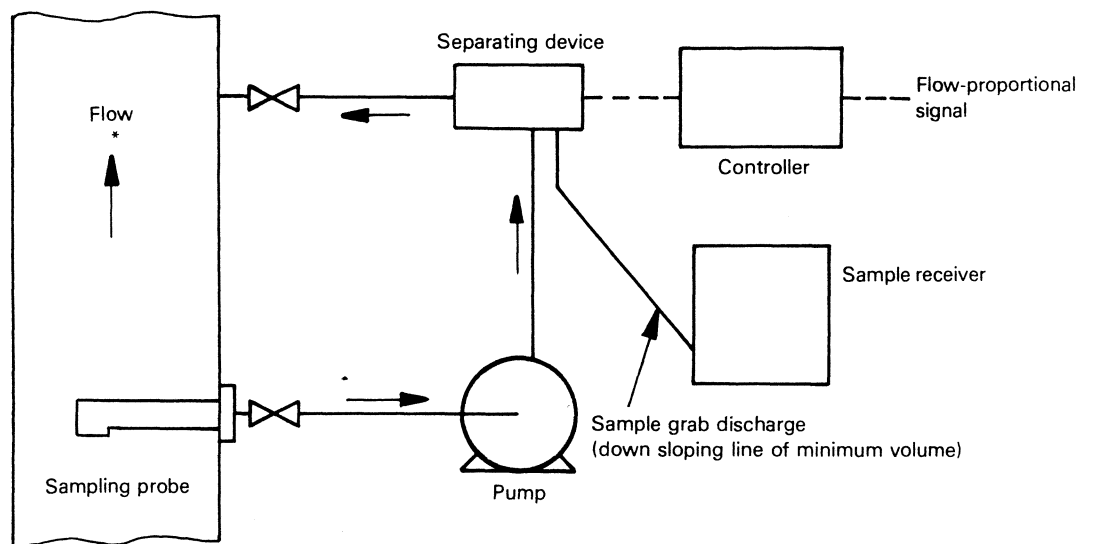 Separating device
Flow
*
Flow-proportional
signal
Controller
Sample receiver
Sample grab discharge
(down sloping line of minimum volume)
Sampling probe
Pump